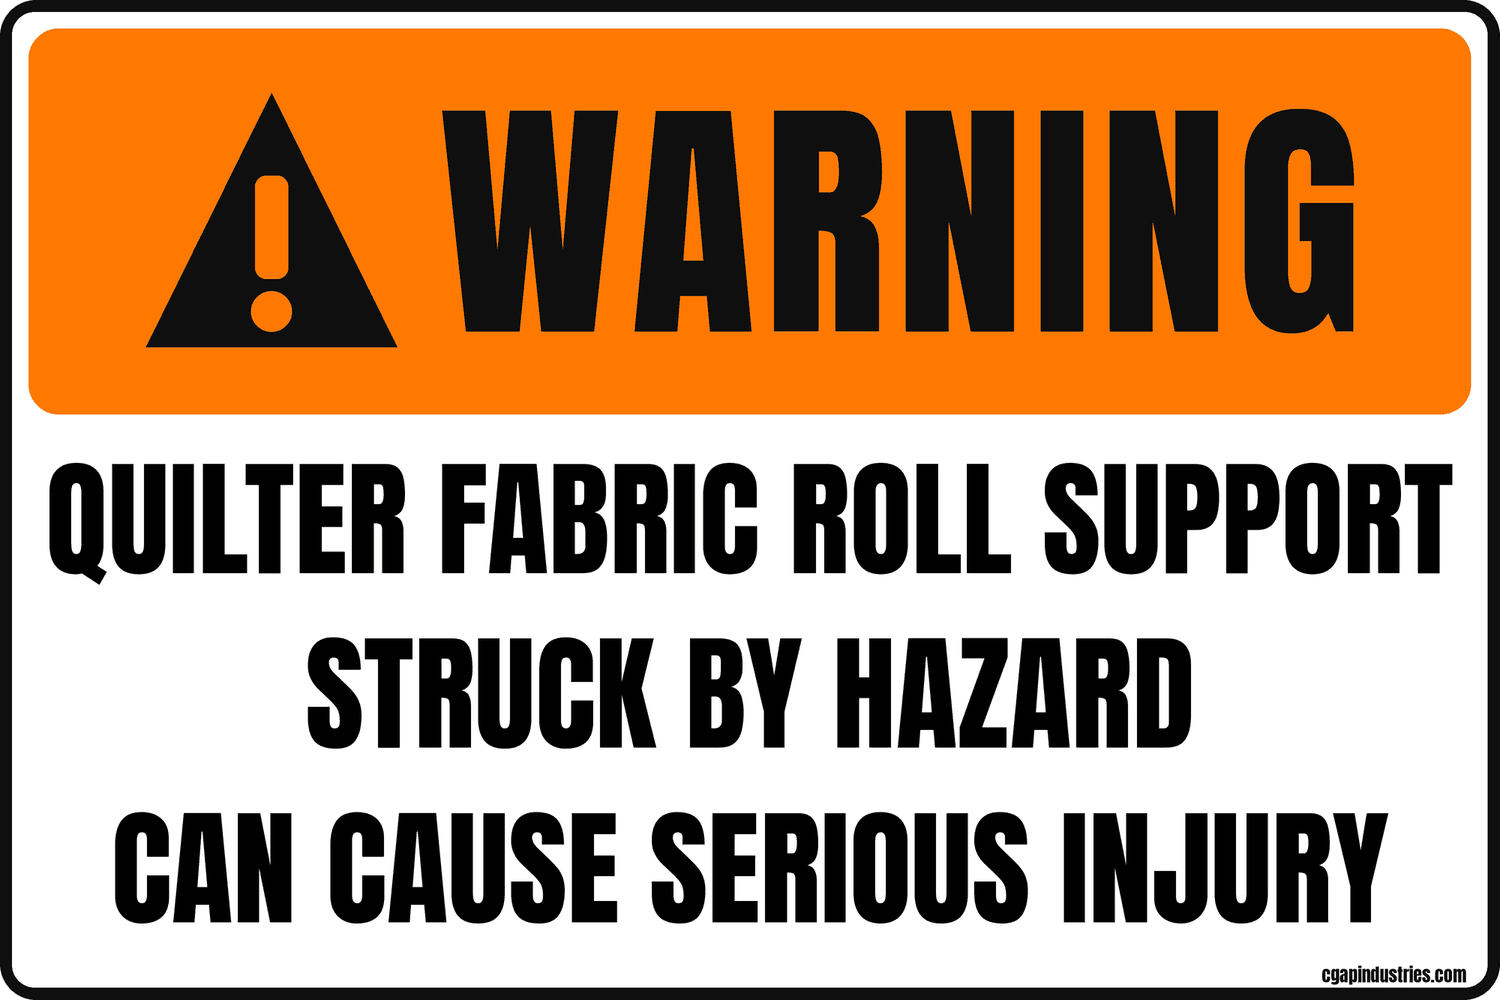 WARNING
QUILTER FABRIC ROLL SUPPORT
STRUCK BY HAZARD
CAN CAUSE SERIOUS INJURY
cgapindustries.com